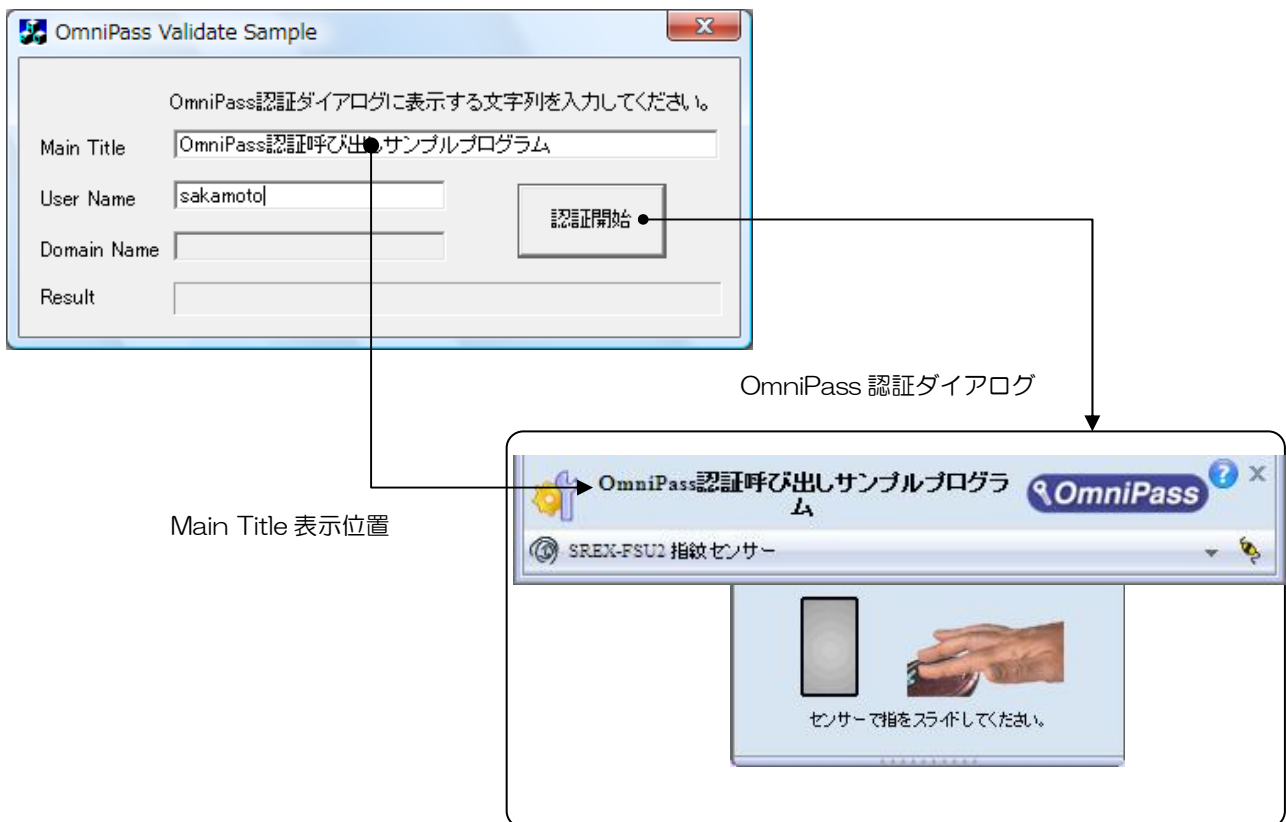 OmniPass Validate Sample
OmniPass認証ダイアログに表示する文字列を入力してください。
Main Title
OmniPass認証呼び出しサンプルプログラム
User Name
sakamoto
認証開始
Domain Name
Result
OmniPass 認証ダイアログ
OmniPass認証呼び出しサンプルプログラ
ム
OmniPass
Main Title 表示位置
SREX-FSU2 指紋センサー
センサーで指をスライドしてください。